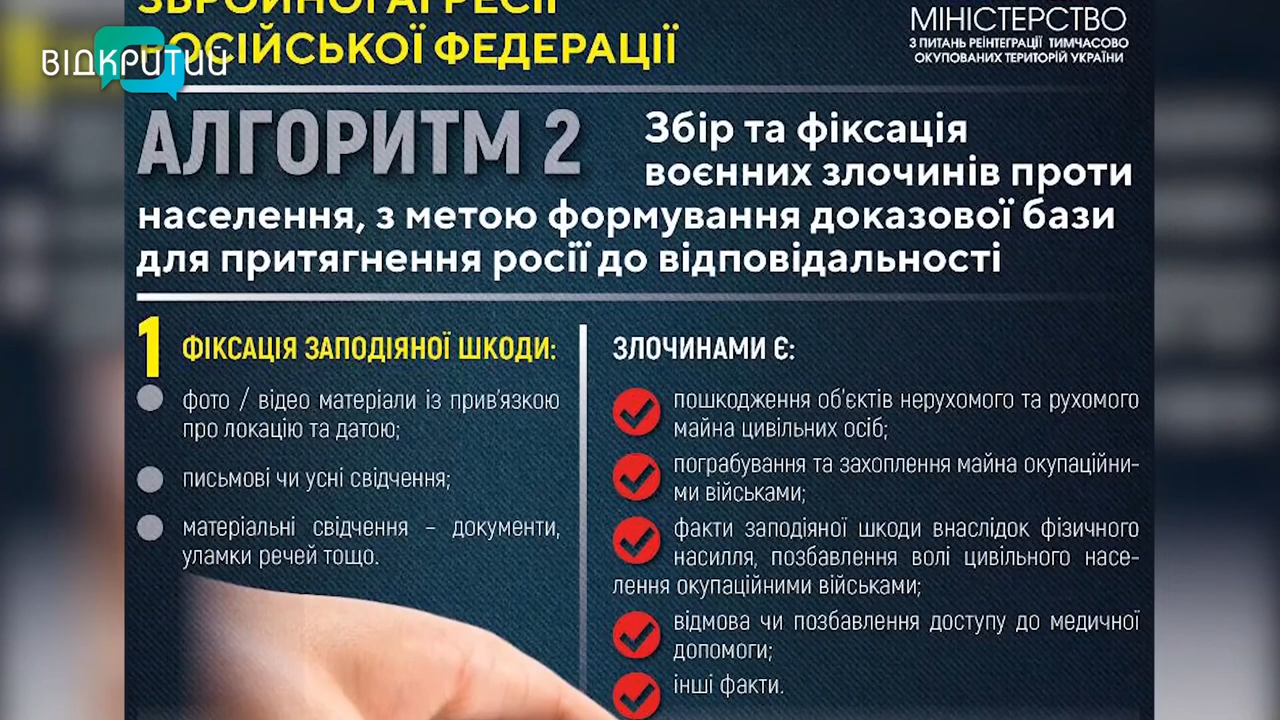 ЗБРОЙНОЇ АГРЕСІЇ
РОСІЙСЬКОЇ ФЕДЕРАЦІЇ
ВІДКРИТИЙ
МІНІСТЕРСТВО
З ПИТАНЬ РЕІНТЕГРАЦІЇ ТИМЧАСОВО
ОКУПОВАНИХ ТЕРИТОРІЙ УКРАЇНИ
АЛГОРИТМ 2
Збір та фіксація
воєнних злочинів проти
населення, з метою формування доказової бази
для притягнення росії до відповідальності
1 ФІКСАЦІЯ ЗАПОДІЯНОЇ ШКОДИ:
фото / відео матеріали із прив'язкою
про локацію та датою;
письмові чи усні свідчення;
матеріальні свідчення – документи,
уламки речей тощо.
ЗЛОЧИНАМИ Є:
пошкодження об'єктів нерухомого та рухомого
майна цивільних осіб;
пограбування та захоплення майна окупаційни-
ми військами;
факти заподіяної шкоди внаслідок фізичного
насилля, позбавлення волі цивільного насе-
лення окупаційними військами;
відмова чи позбавлення доступу до медичної
допомоги;
інші факти.